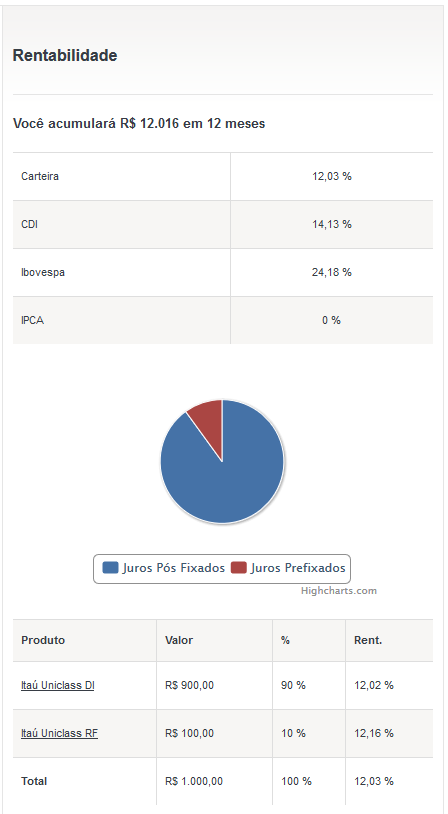 Rentabilidade
Você acumulará R$ 12.016 em 12 meses
Carteira 12,03 %
CDI 14,13 %
Ibovespa 24,18 %
IPCA 0 %
Juros Pós Fixados Juros Prefixados
Highcharts.com
Produto Valor % Rent.
Itaú Uniclass DI R$ 900,00 90 % 12,02 %
Itaú Uniclass RF R$ 100,00 10 % 12,16 %
Total R$ 1.000,00 100 % 12,03 %